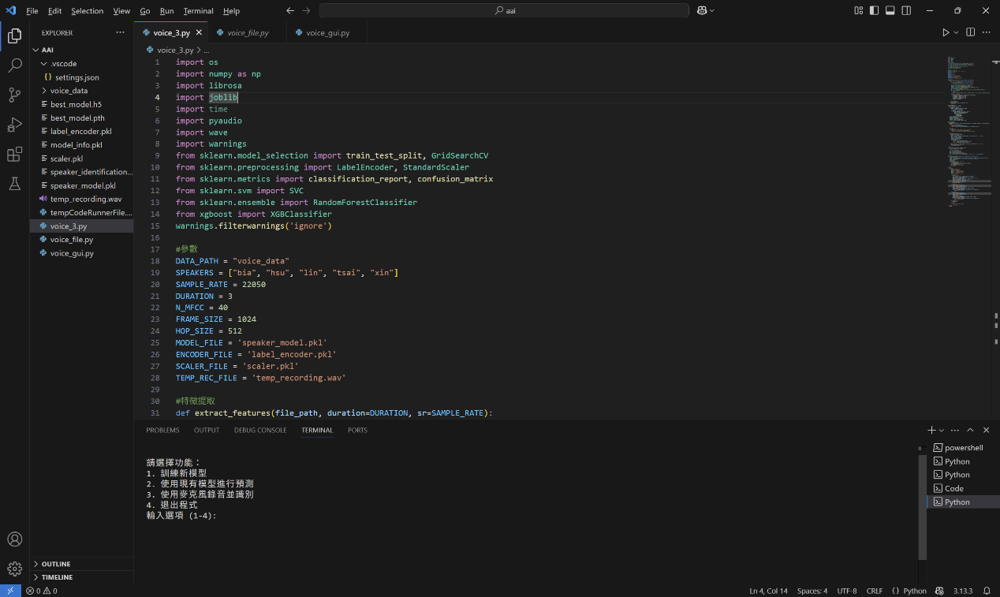 File Edit Selection View Go Run Terminal Help
aai
EXPLORER
AAI
.vscode
{} settings.json
voice_data
best_model.h5
best_model.pth
label_encoder.pkl
model_info.pkl
scaler.pkl
speaker_identification...
speaker_model.pkl
temp_recording.wav
tempCodeRunnerFile....
voice_3.py
voice_file.py
voice_gui.py
OUTLINE
TIMELINE
voice_3.py voice_file.py voice_gui.py
voice_3.py > ...
1 import os
2 import numpy as np
3 import librosa
4 import joblib
5 import time
6 import pyaudio
7 import wave
8 import warnings
9 from sklearn.model_selection import train_test_split, GridSearchCV
10 from sklearn.preprocessing import LabelEncoder, StandardScaler
11 from sklearn.metrics import classification_report, confusion_matrix
12 from sklearn.svm import SVC
13 from sklearn.ensemble import RandomForestClassifier
14 from xgboost import XGBClassifier
15 warnings.filterwarnings('ignore')
16
17 #參數
18 DATA_PATH = "voice_data"
19 SPEAKERS = ["bia", "hsu", "lin", "tsai", "xin"]
20 SAMPLE_RATE = 22050
21 DURATION = 3
22 N_MFCC = 40
23 FRAME_SIZE = 1024
24 HOP_SIZE = 512
25 MODEL_FILE = 'speaker_model.pkl'
26 ENCODER_FILE = 'label_encoder.pkl'
27 SCALER_FILE = 'scaler.pkl'
28 TEMP_REC_FILE = 'temp_recording.wav'
29
30 #特徵提取
31 def extract_features(file_path, duration=DURATION, sr=SAMPLE_RATE):
PROBLEMS OUTPUT DEBUG CONSOLE TERMINAL PORTS
請選擇功能：
1. 訓練新模型
2. 使用現有模型進行預測
3. 使用麥克風錄音並識別
4. 退出程式
輸入選項 (1-4):
powershell
Python
Python
Code
Python
0 0 Ln 4, Col 14 Spaces: 4 UTF-8 CRLF {} Python 3.13.3